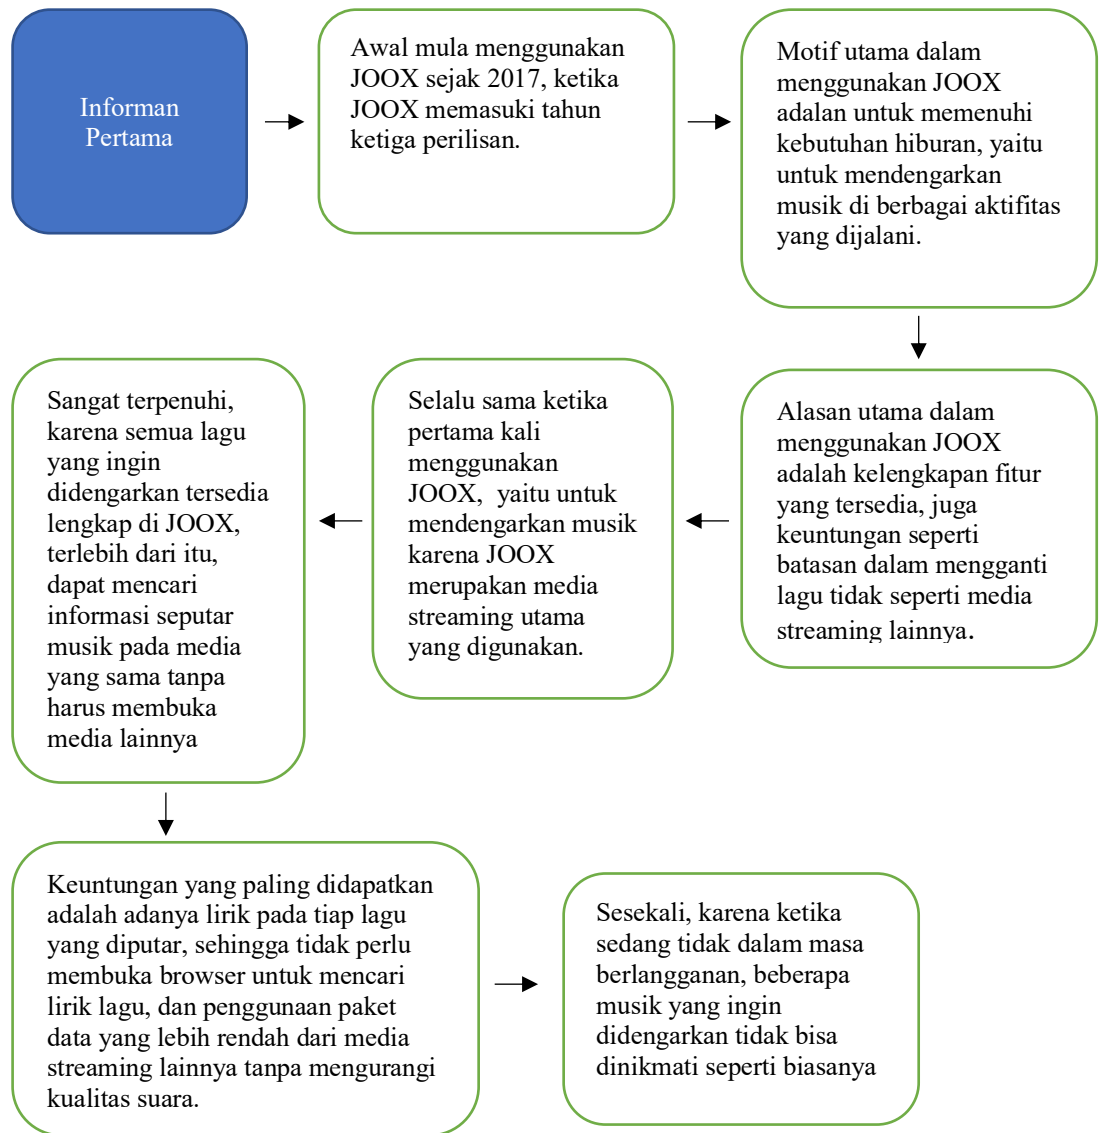 Informan
Pertama
Awal mula menggunakan
JOOX sejak 2017, ketika
JOOX memasuki tahun
ketiga perilisan.
Motif utama dalam
menggunakan JOOX
adalan untuk memenuhi
kebutuhan hiburan, yaitu
untuk mendengarkan
musik di berbagai aktifitas
yang dijalani.
Alasan utama dalam
menggunakan JOOX
adalah kelengkapan fitur
yang tersedia, juga
keuntungan seperti
batasan dalam mengganti
lagu tidak seperti media
streaming lainnya.
Selalu sama ketika
pertama kali
menggunakan
JOOX, yaitu untuk
mendengarkan musik
karena JOOX
merupakan media
streaming utama
yang digunakan.
Sangat terpenuhi,
karena semua lagu
yang ingin
didengarkan tersedia
lengkap di JOOX,
terlebih dari itu,
dapat mencari
informasi seputar
musik pada media
yang sama tanpa
harus membuka
media lainnya
Keuntungan yang paling didapatkan
adalah adanya lirik pada tiap lagu
yang diputar, sehingga tidak perlu
membuka browser untuk mencari
lirik lagu, dan penggunaan paket
data yang lebih rendah dari media
streaming lainnya tanpa mengurangi
kualitas suara.
Sesekali, karena ketika
sedang tidak dalam masa
berlangganan, beberapa
musik yang ingin
didengarkan tidak bisa
dinikmati seperti biasanya